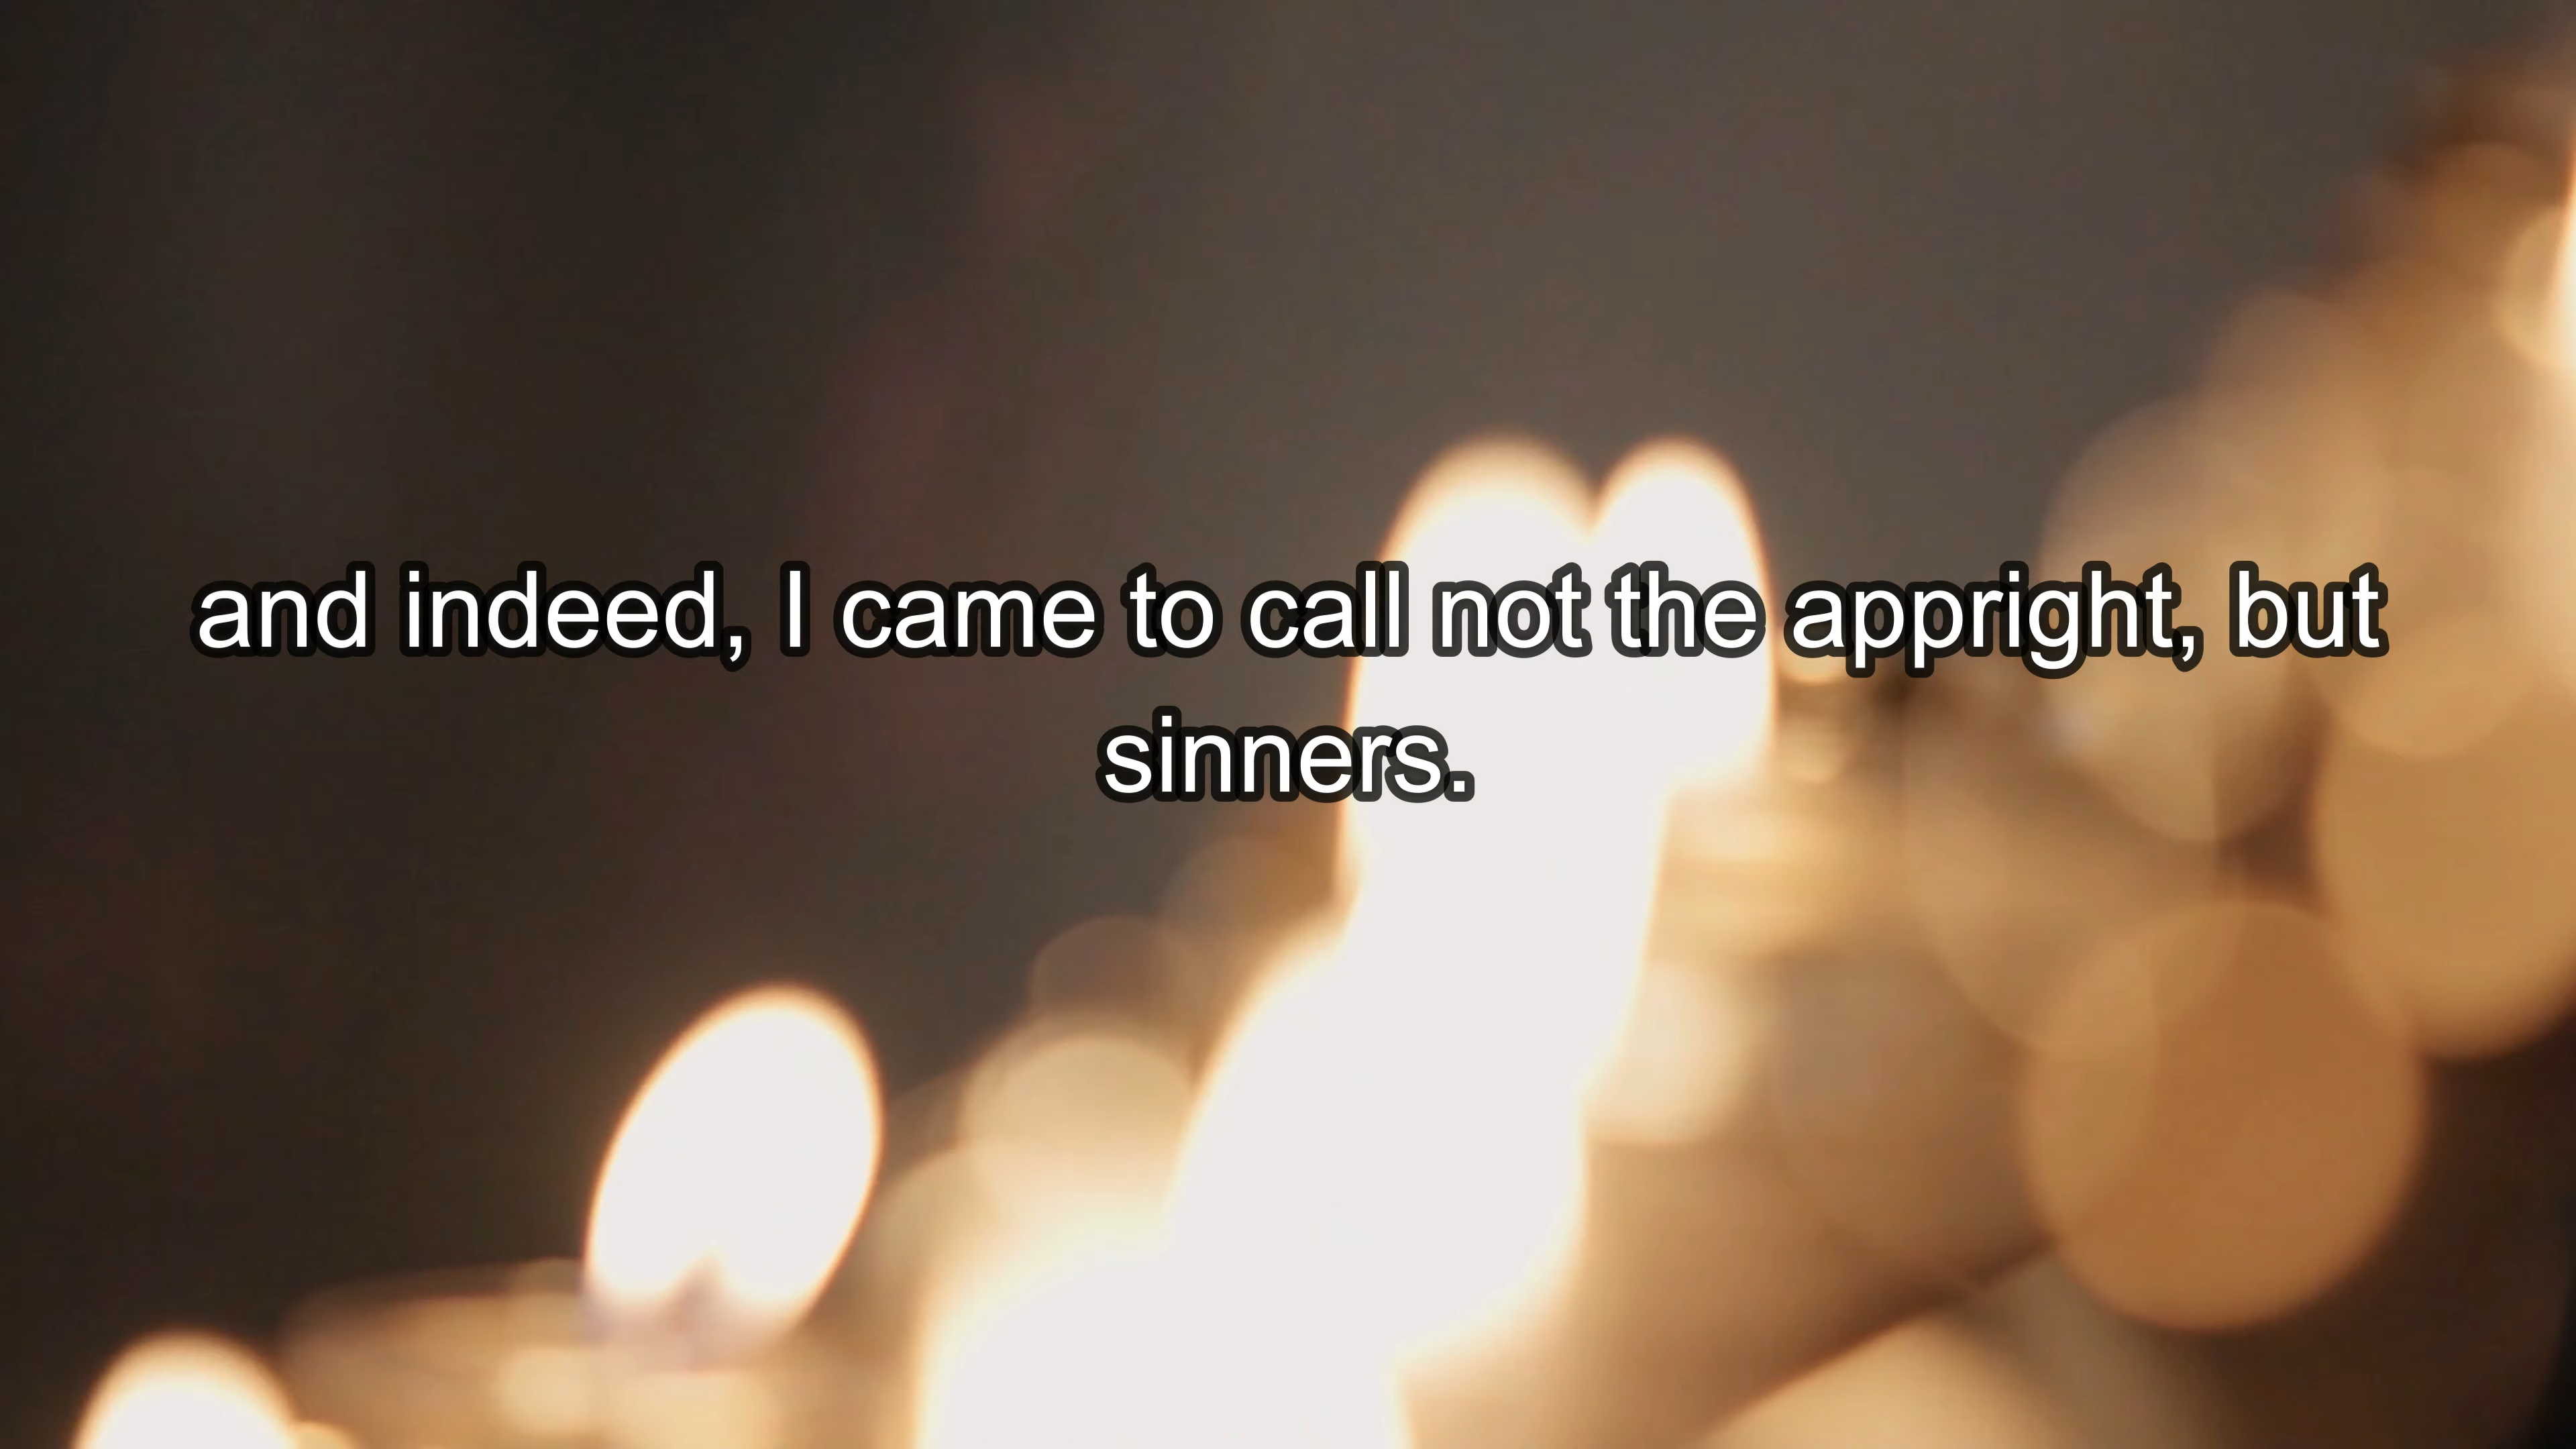 and indeed, I came to call not the appright, but
sinners.